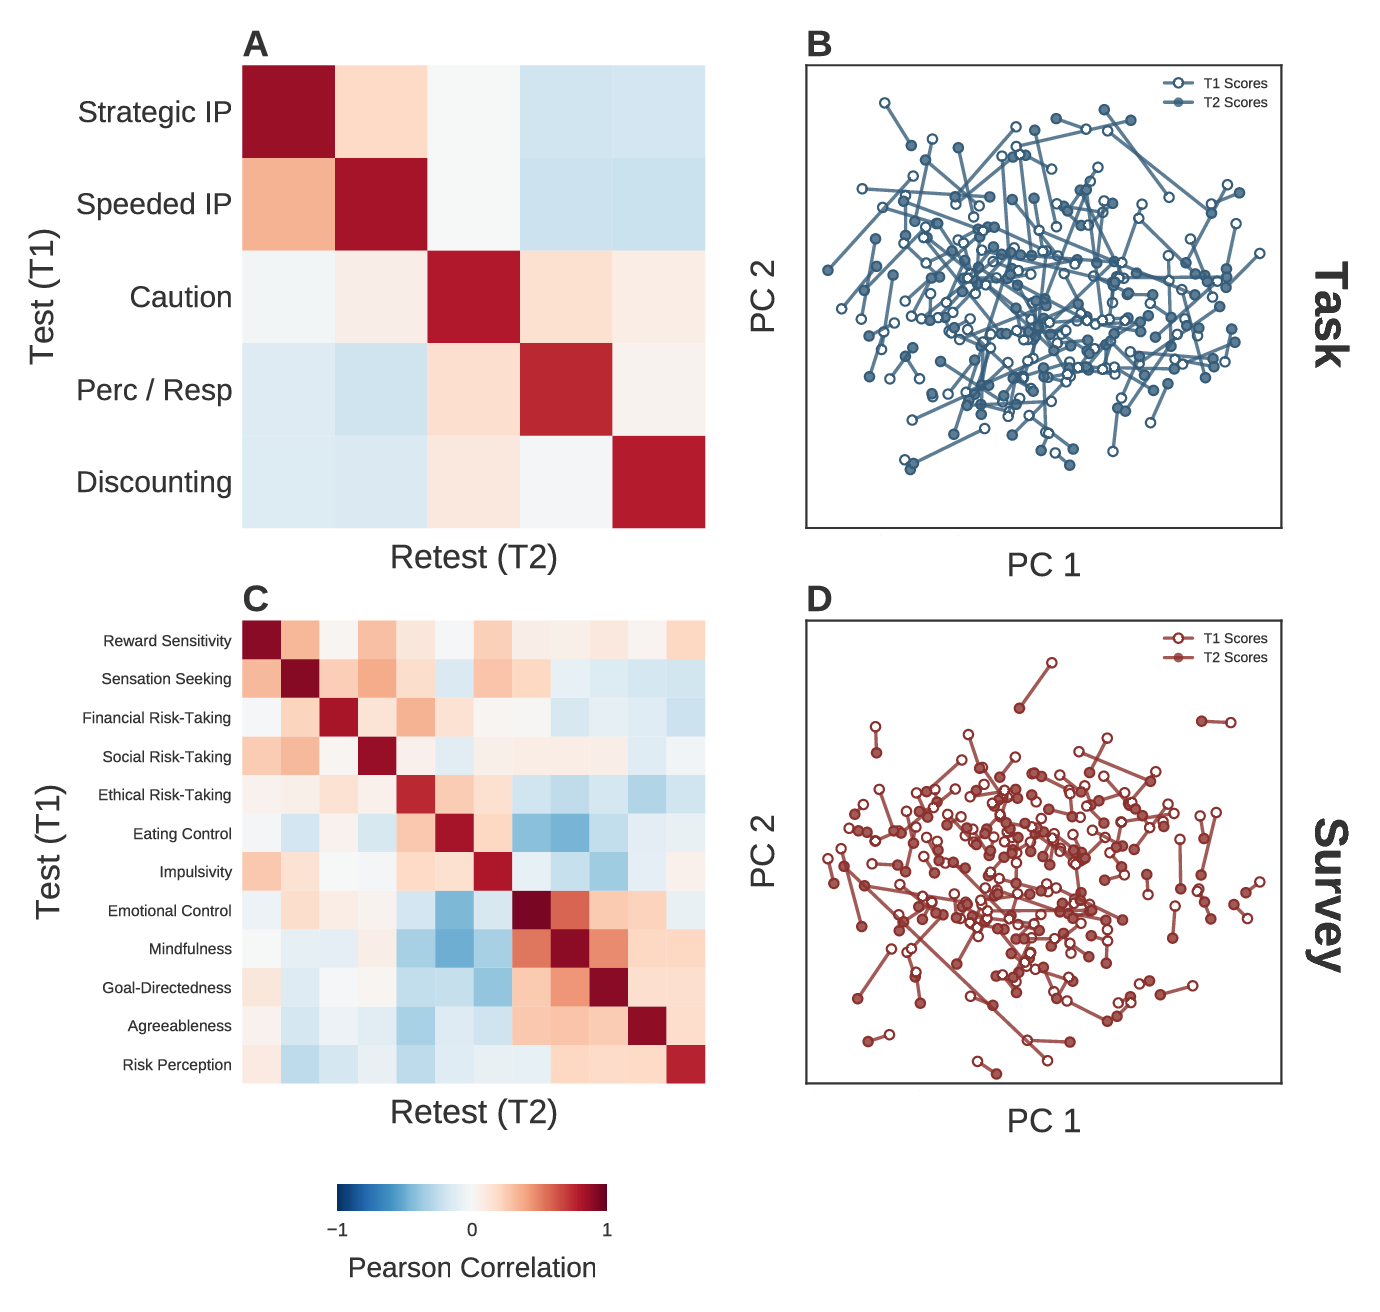 A
Strategic IP
Speeded IP
Caution
Perc / Resp
Discounting
Test (T1)
Retest (T2)
B
T1 Scores
T2 Scores
PC 2
PC 1
Task
C
Reward Sensitivity
Sensation Seeking
Financial Risk-Taking
Social Risk-Taking
Ethical Risk-Taking
Eating Control
Impulsivity
Emotional Control
Mindfulness
Goal-Directedness
Agreeableness
Risk Perception
Test (T1)
Retest (T2)
D
T1 Scores
T2 Scores
PC 2
PC 1
Survey
−1 0 1
Pearson Correlation